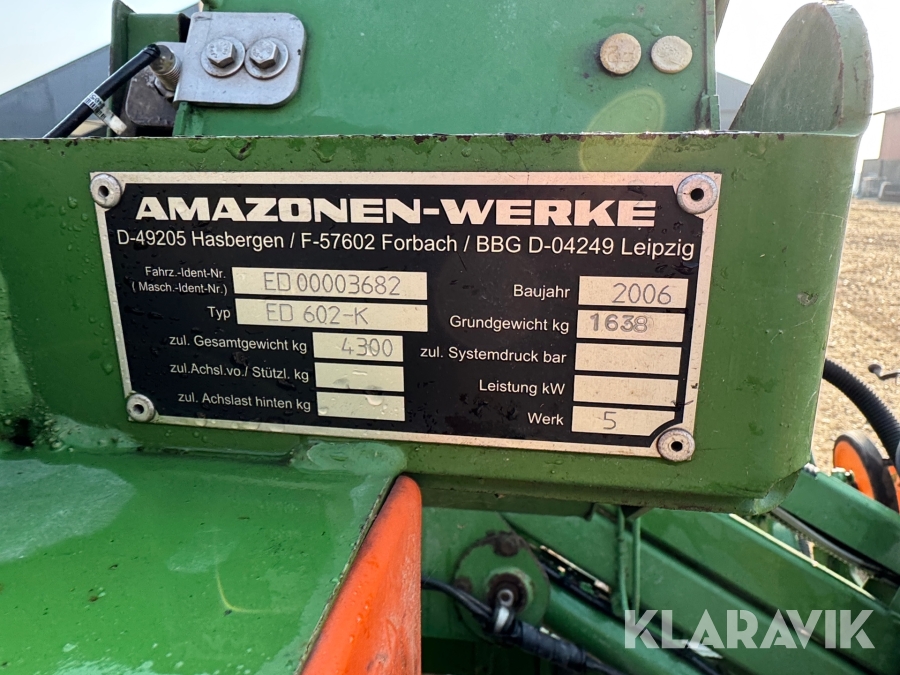 AMAZONEN-WERKE
D-49205 Hasbergen / F-57602 Forbach / BBG D-04249 Leipzig
Fahrz.-Ident-Nr. ED00003682 Baujahr 2006
( Masch.-Ident-Nr.)
Typ ED 602-K Grundgewicht kg 1638
zul. Gesamtgewicht kg 4300 zul. Systemdruck bar
zul.Achsl.vo./ Stützl. kg Leistung kW
zul. Achslast hinten kg Werk 5
KLARAVIK